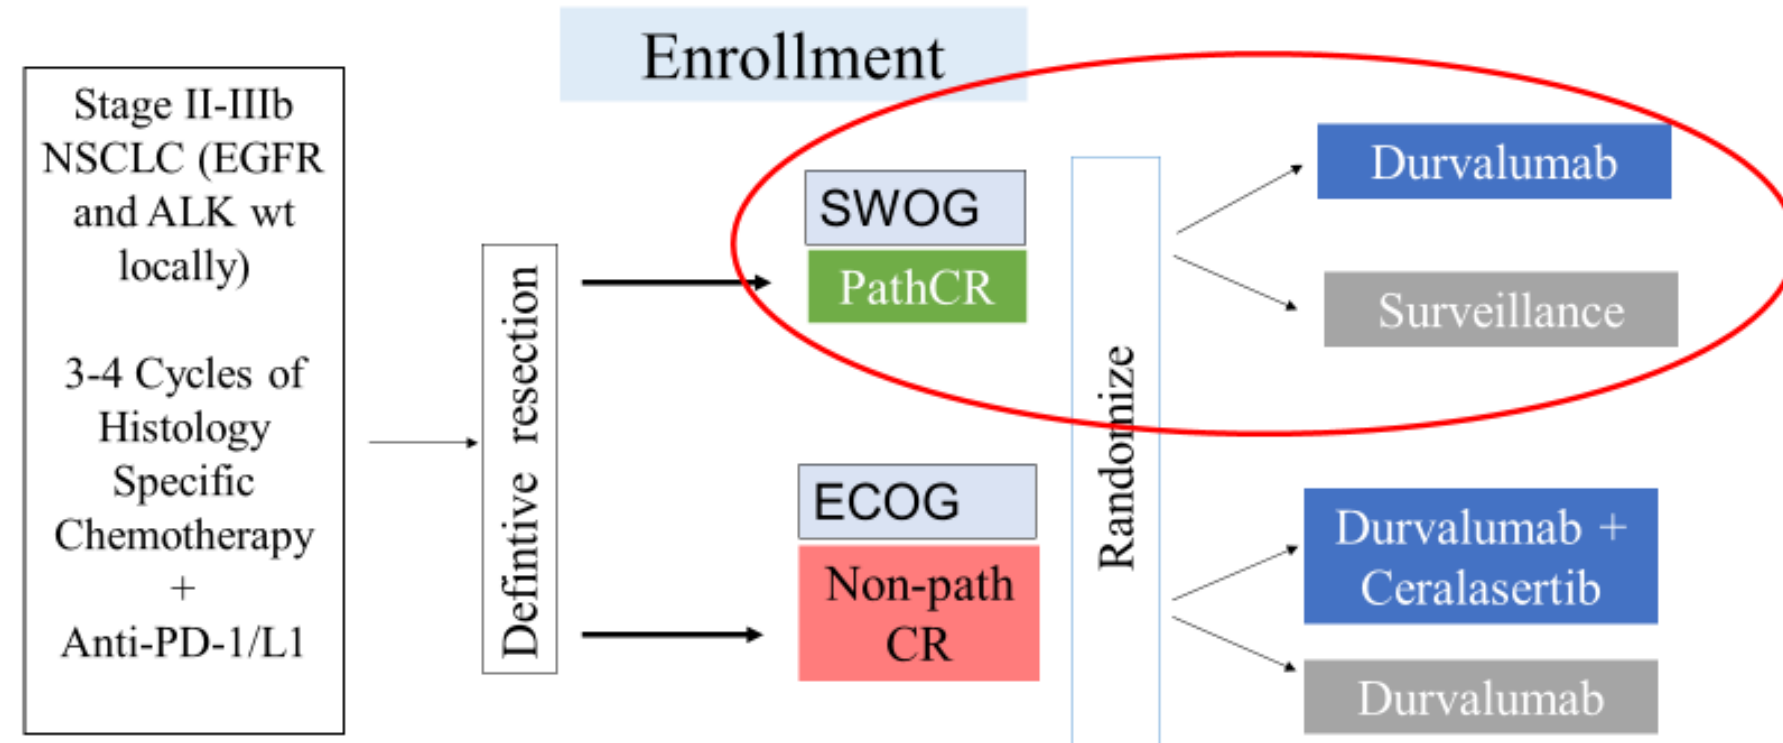 Enrollment
Stage II-IIIb
NSCLC (EGFR
and ALK wt
locally)
3-4 Cycles of
Histology
Specific
Chemotherapy
+
Anti-PD-1/L1
Defintive resection
SWOG
PathCR
ECOG
Non-path
CR
Randomize
Durvalumab
Surveillance
Durvalumab +
Ceralasertib
Durvalumab